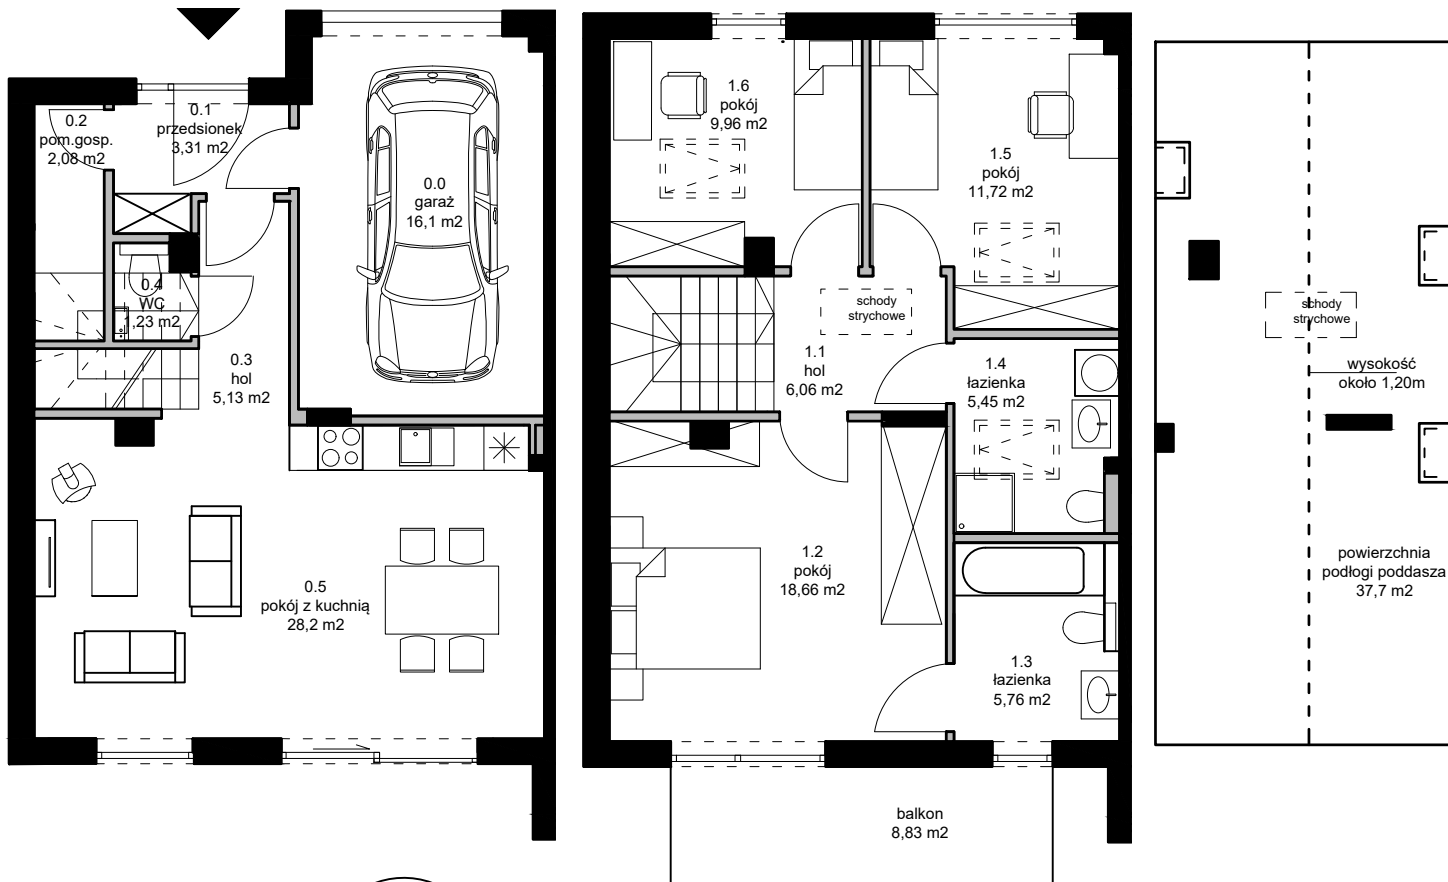 0.1
przedsionek
3,31 m2
0.2
pom.gosp.
2,08 m2
0.0
garaż
16,1 m2
0.4
WC
1,23 m2
0.3
hol
5,13 m2
0.5
pokój z kuchnią
28,2 m2
1.6
pokój
9,96 m2
1.5
pokój
11,72 m2
schody
strychowe
1.1
hol
6,06 m2
1.4
łazienka
5,45 m2
1.2
pokój
18,66 m2
1.3
łazienka
5,76 m2
balkon
8,83 m2
schody
strychowe
wysokość
około 1,20m
powierzchnia
podłogi poddasza
37,7 m2